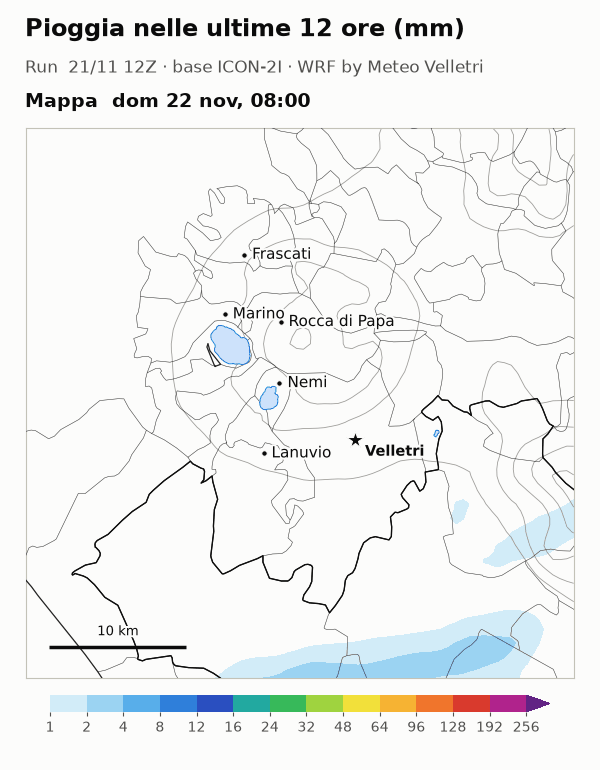 Pioggia nelle ultime 12 ore (mm)
Run  21/11 12Z · base ICON-2I · WRF by Meteo Velletri
Mappa  dom 22 nov, 08:00
Frascati
Marino
Rocca di Papa
Nemi
Velletri
Lanuvio
10 km
1 2 4 8 12 16 24 32 48 64 96 128 192 256